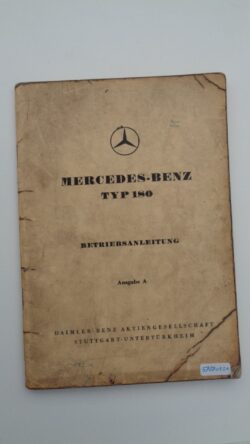 MERCEDES-BENZ
TYP 180
BETRIEBSANLEITUNG
Ausgabe A
DAIMLER-BENZ AKTIENGESELLSCHAFT
STUTTGART-UNTERTÜRKHEIM